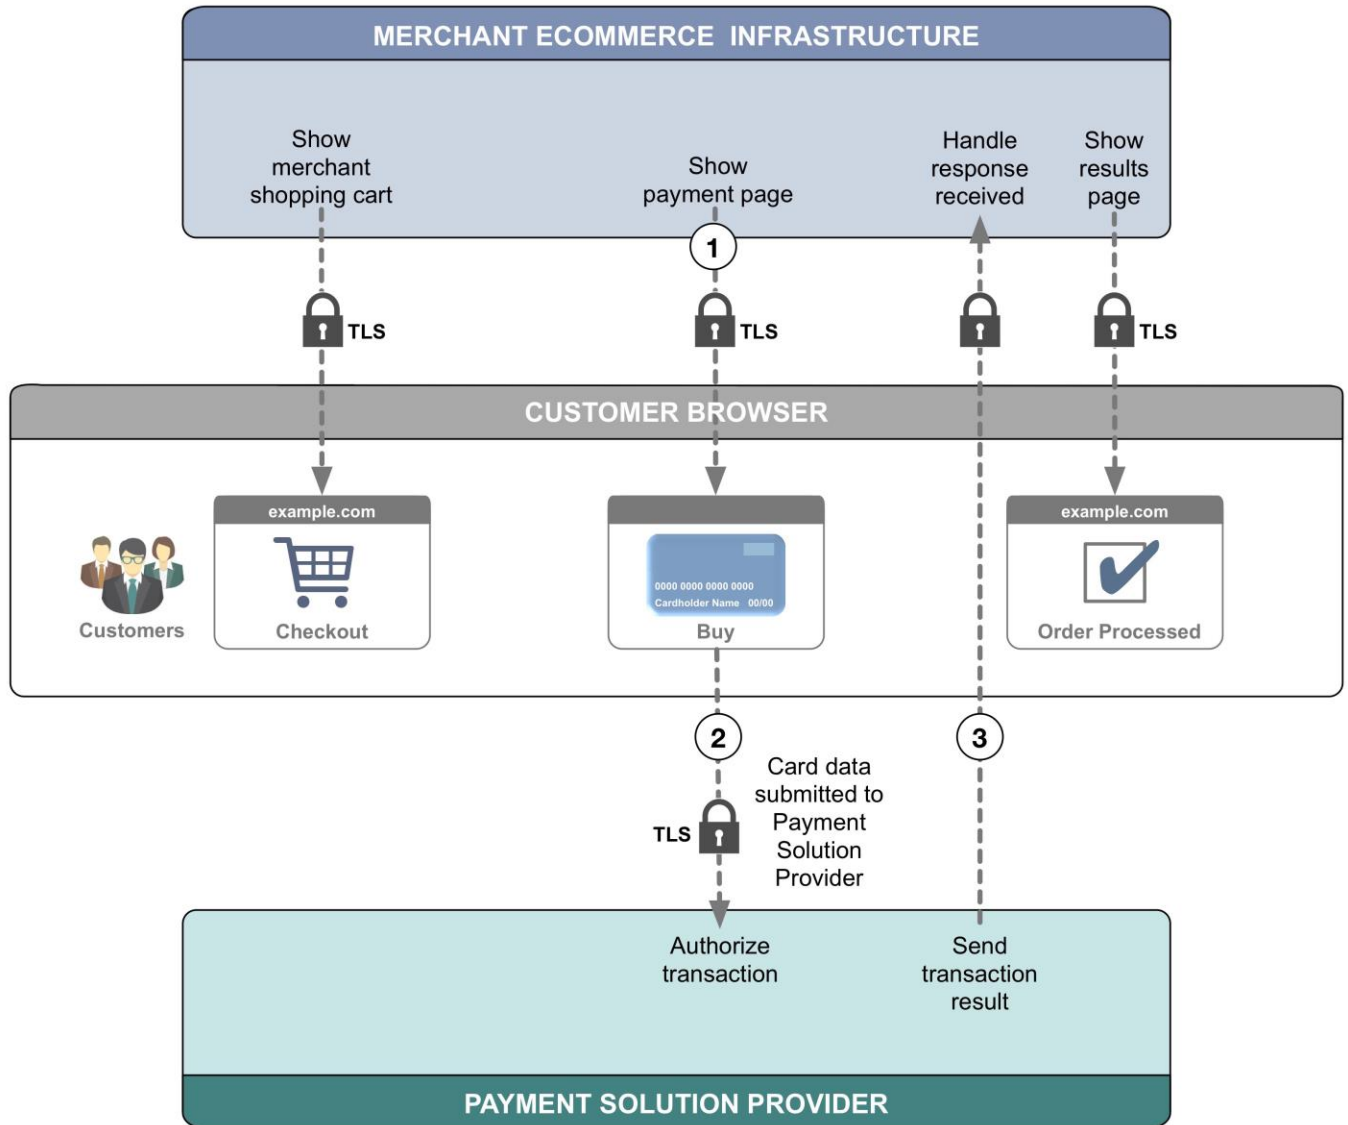 MERCHANT ECOMMERCE INFRASTRUCTURE
Show
merchant
shopping cart
Show
payment page
Handle
response
received
Show
results
page
1
TLS
TLS
TLS
CUSTOMER BROWSER
Customers
example.com
Checkout
0000 0000 0000 0000
Cardholder Name 00/00
Buy
example.com
Order Processed
2
3
Card data
submitted to
Payment
Solution
Provider
TLS
Authorize
transaction
Send
transaction
result
PAYMENT SOLUTION PROVIDER